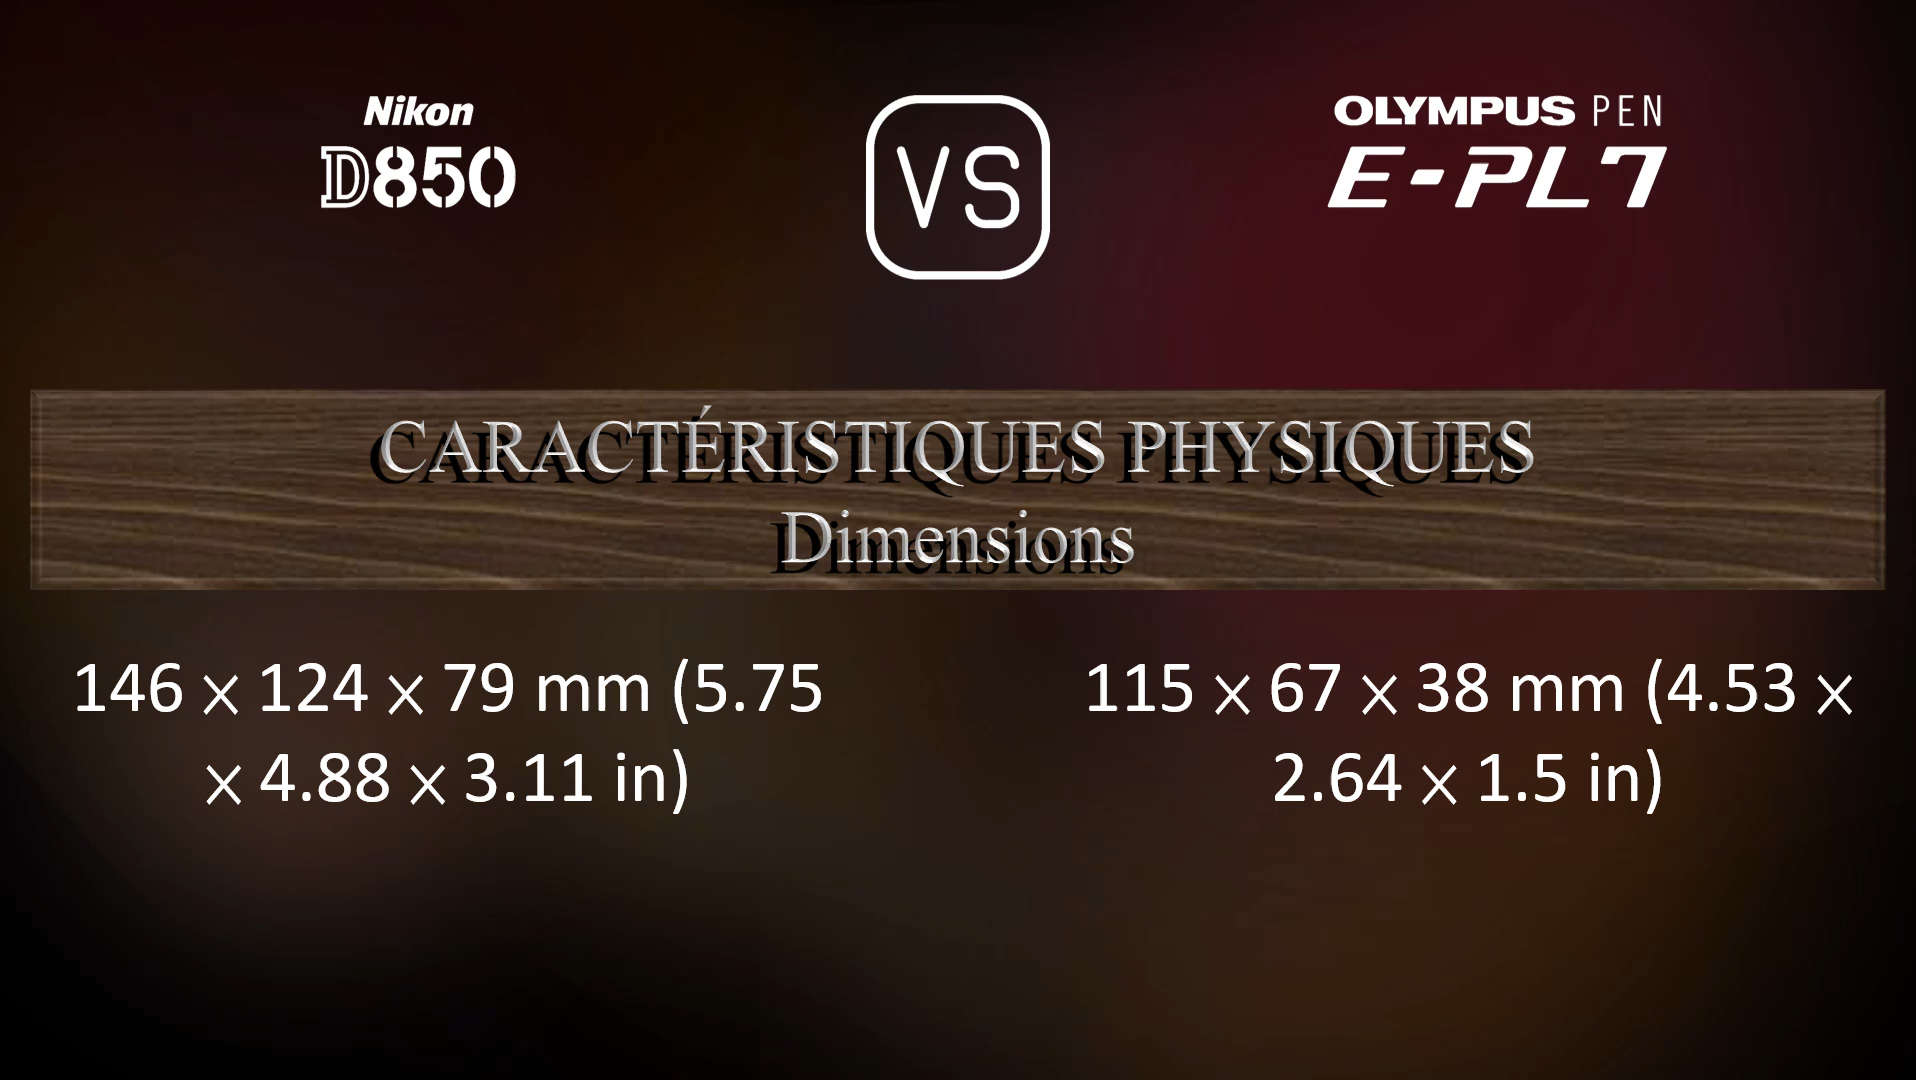 Nikon
D850
VS
OLYMPUS PEN
E-PL7
CARACTÉRISTIQUES PHYSIQUES
Dimensions
146 x 124 x 79 mm (5.75
x 4.88 x 3.11 in)
115 x 67 x 38 mm (4.53 x
2.64 x 1.5 in)